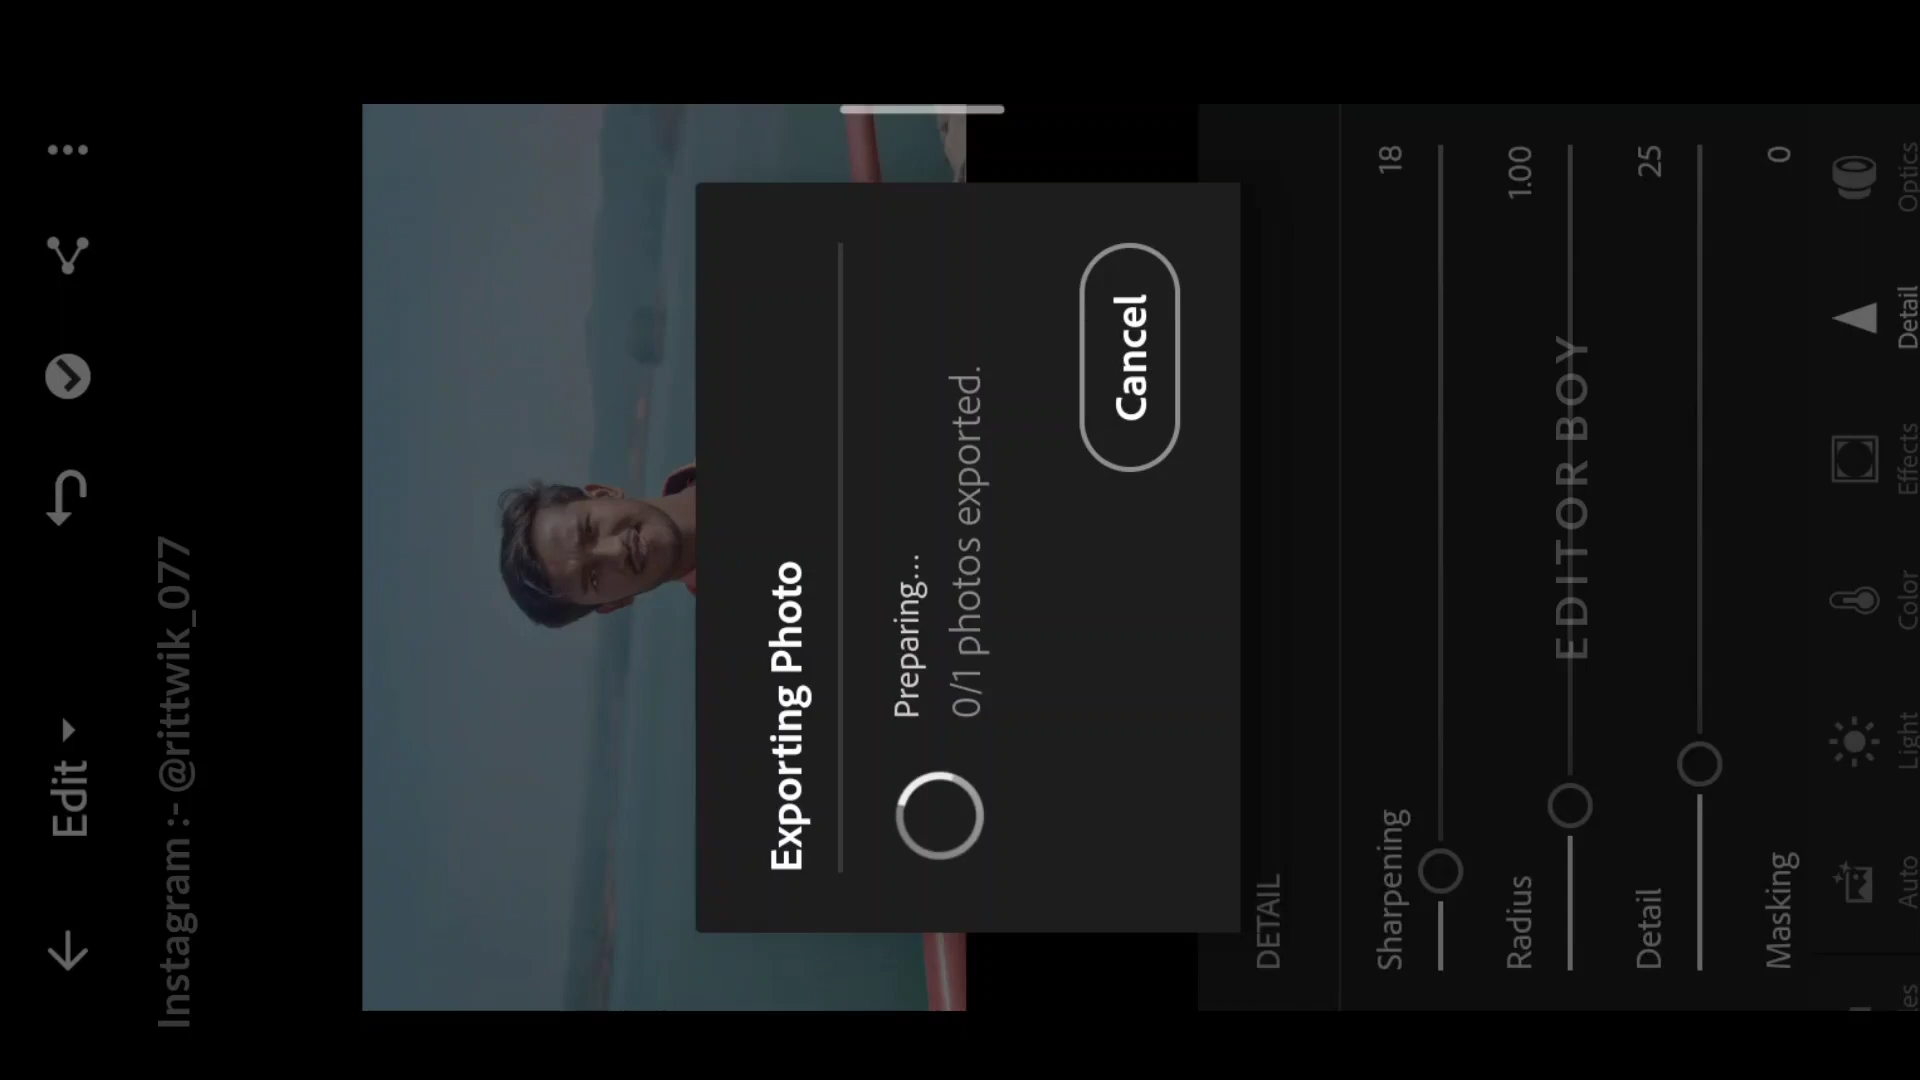 Edit
Instagram :- @rittwik_077
Exporting Photo
Preparing...
0/1 photos exported.
Cancel
DETAIL
Sharpening 18
Radius 1.00
EDITOR BOY
Detail 25
Masking 0
Auto Light Color Effects Detail Optics